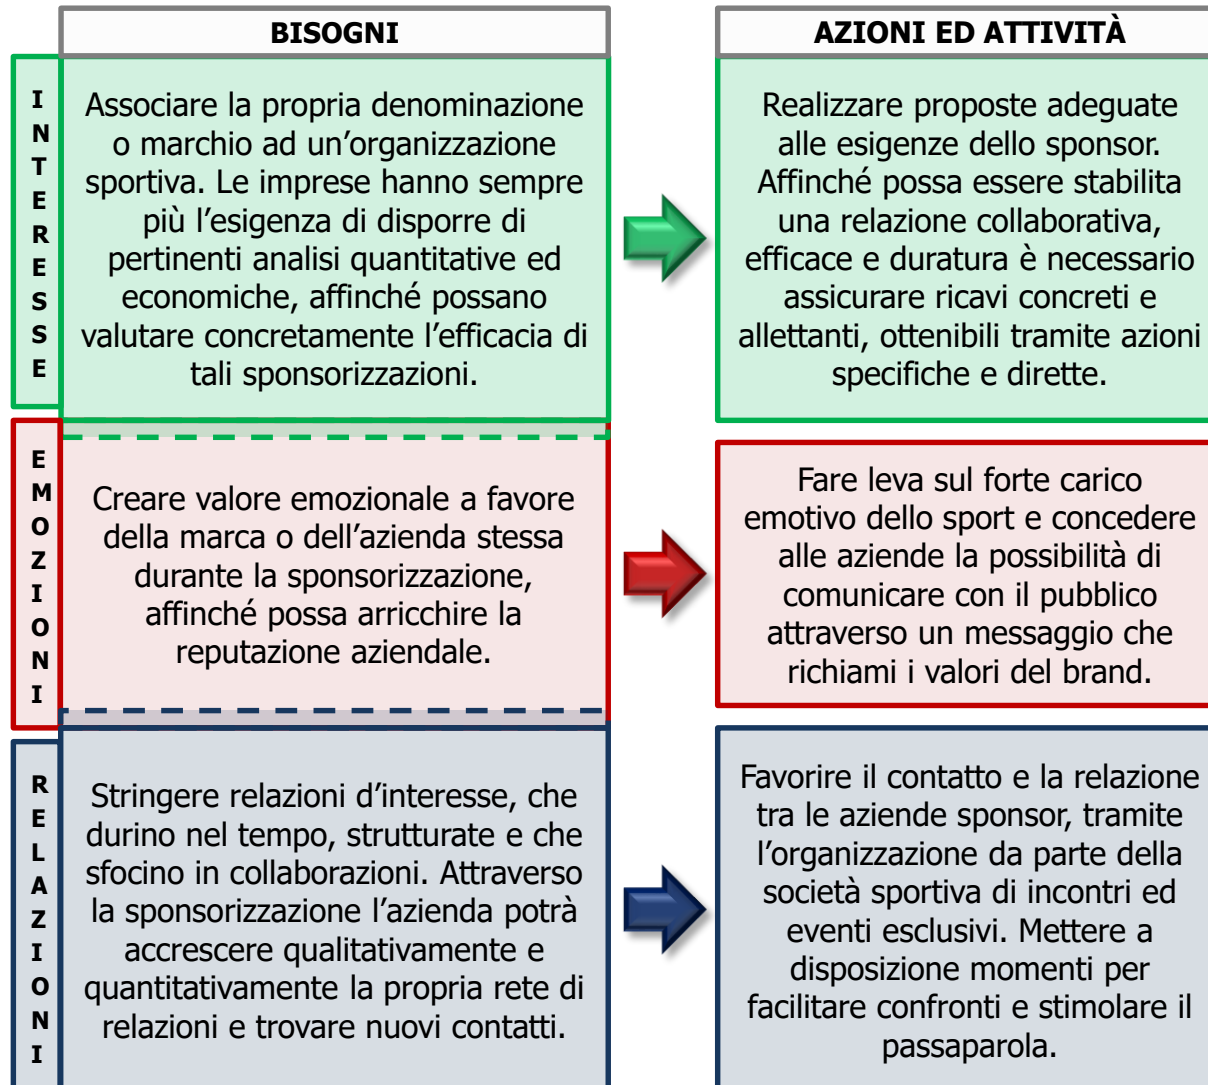 BISOGNI
AZIONI ED ATTIVITÀ
INTERESSE
Associare la propria denominazione
o marchio ad un’organizzazione
sportiva. Le imprese hanno sempre
più l’esigenza di disporre di
pertinenti analisi quantitative ed
economiche, affinché possano
valutare concretamente l’efficacia di
tali sponsorizzazioni.
Realizzare proposte adeguate
alle esigenze dello sponsor.
Affinché possa essere stabilita
una relazione collaborativa,
efficace e duratura è necessario
assicurare ricavi concreti e
allettanti, ottenibili tramite azioni
specifiche e dirette.
EMOZIONI
Creare valore emozionale a favore
della marca o dell’azienda stessa
durante la sponsorizzazione,
affinché possa arricchire la
reputazione aziendale.
Fare leva sul forte carico
emotivo dello sport e concedere
alle aziende la possibilità di
comunicare con il pubblico
attraverso un messaggio che
richiami i valori del brand.
RELAZIONI
Stringere relazioni d’interesse, che
durino nel tempo, strutturate e che
sfocino in collaborazioni. Attraverso
la sponsorizzazione l’azienda potrà
accrescere qualitativamente e
quantitativamente la propria rete di
relazioni e trovare nuovi contatti.
Favorire il contatto e la relazione
tra le aziende sponsor, tramite
l’organizzazione da parte della
società sportiva di incontri ed
eventi esclusivi. Mettere a
disposizione momenti per
facilitare confronti e stimolare il
passaparola.